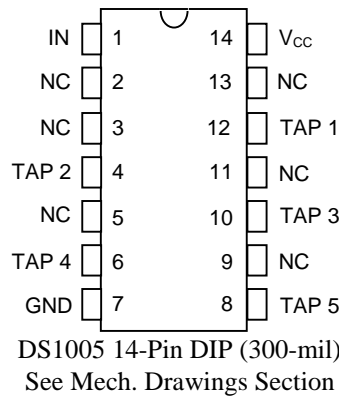 IN 1 14 VCC
NC 2 13 NC
NC 3 12 TAP 1
TAP 2 4 11 NC
NC 5 10 TAP 3
TAP 4 6 9 NC
GND 7 8 TAP 5
DS1005 14-Pin DIP (300-mil)
See Mech. Drawings Section